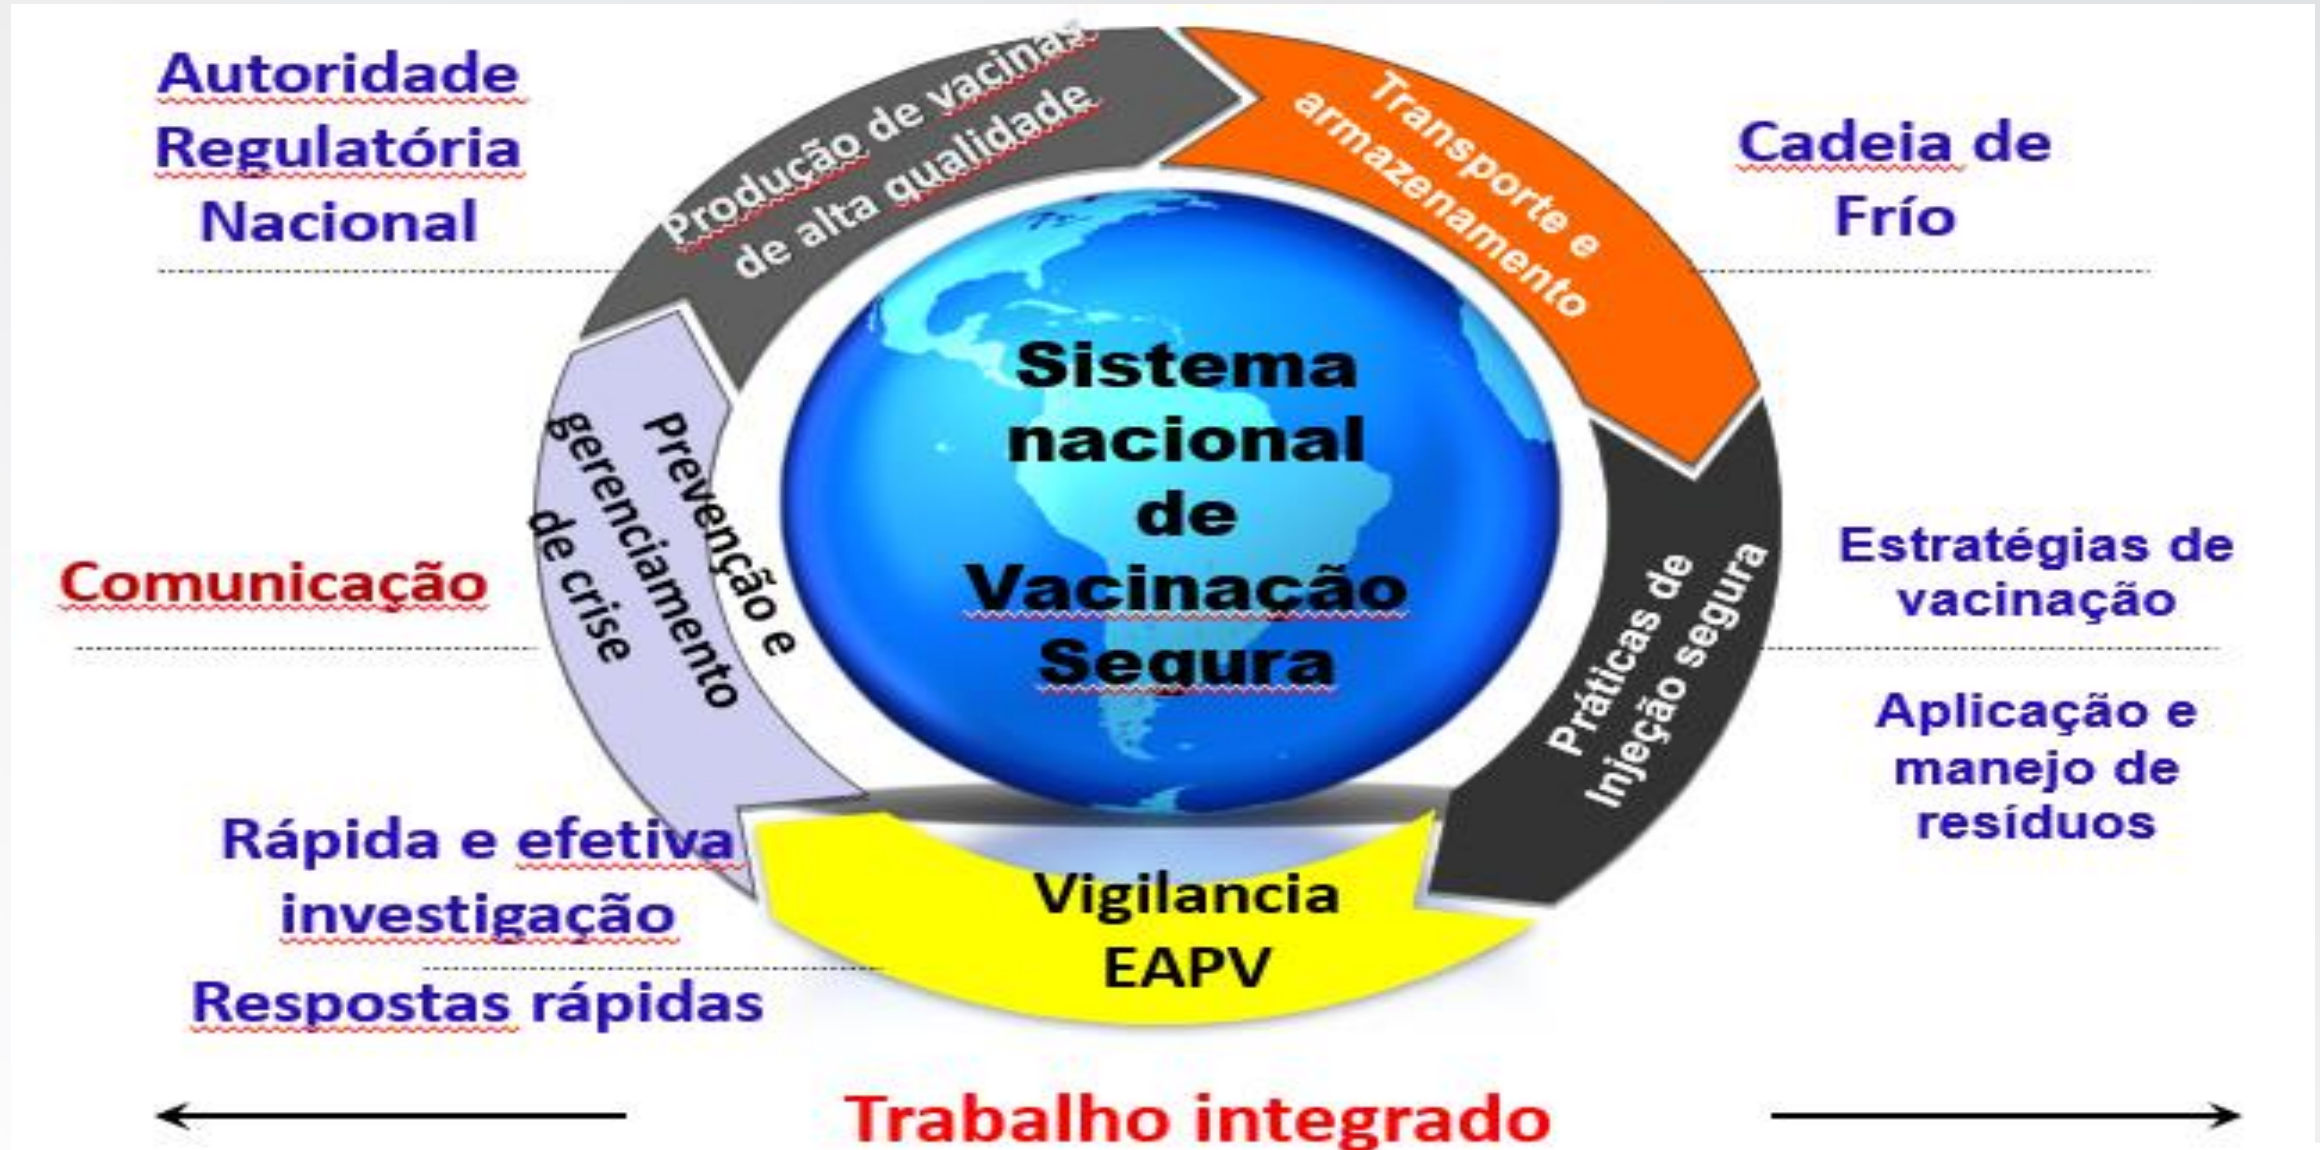 Autoridade
Regulatória
Nacional
Produção de vacinas
de alta qualidade
Transporte e
armazenamento
Cadeia de
Frío
Sistema
nacional
de
Vacinação
Segura
Prevenção e
gerenciamento
de crise
Comunicação
Práticas de
Injeção segura
Estratégias de
vacinação
Aplicação e
manejo de
resíduos
Rápida e efetiva
investigação
Respostas rápidas
Vigilancia
EAPV
Trabalho integrado